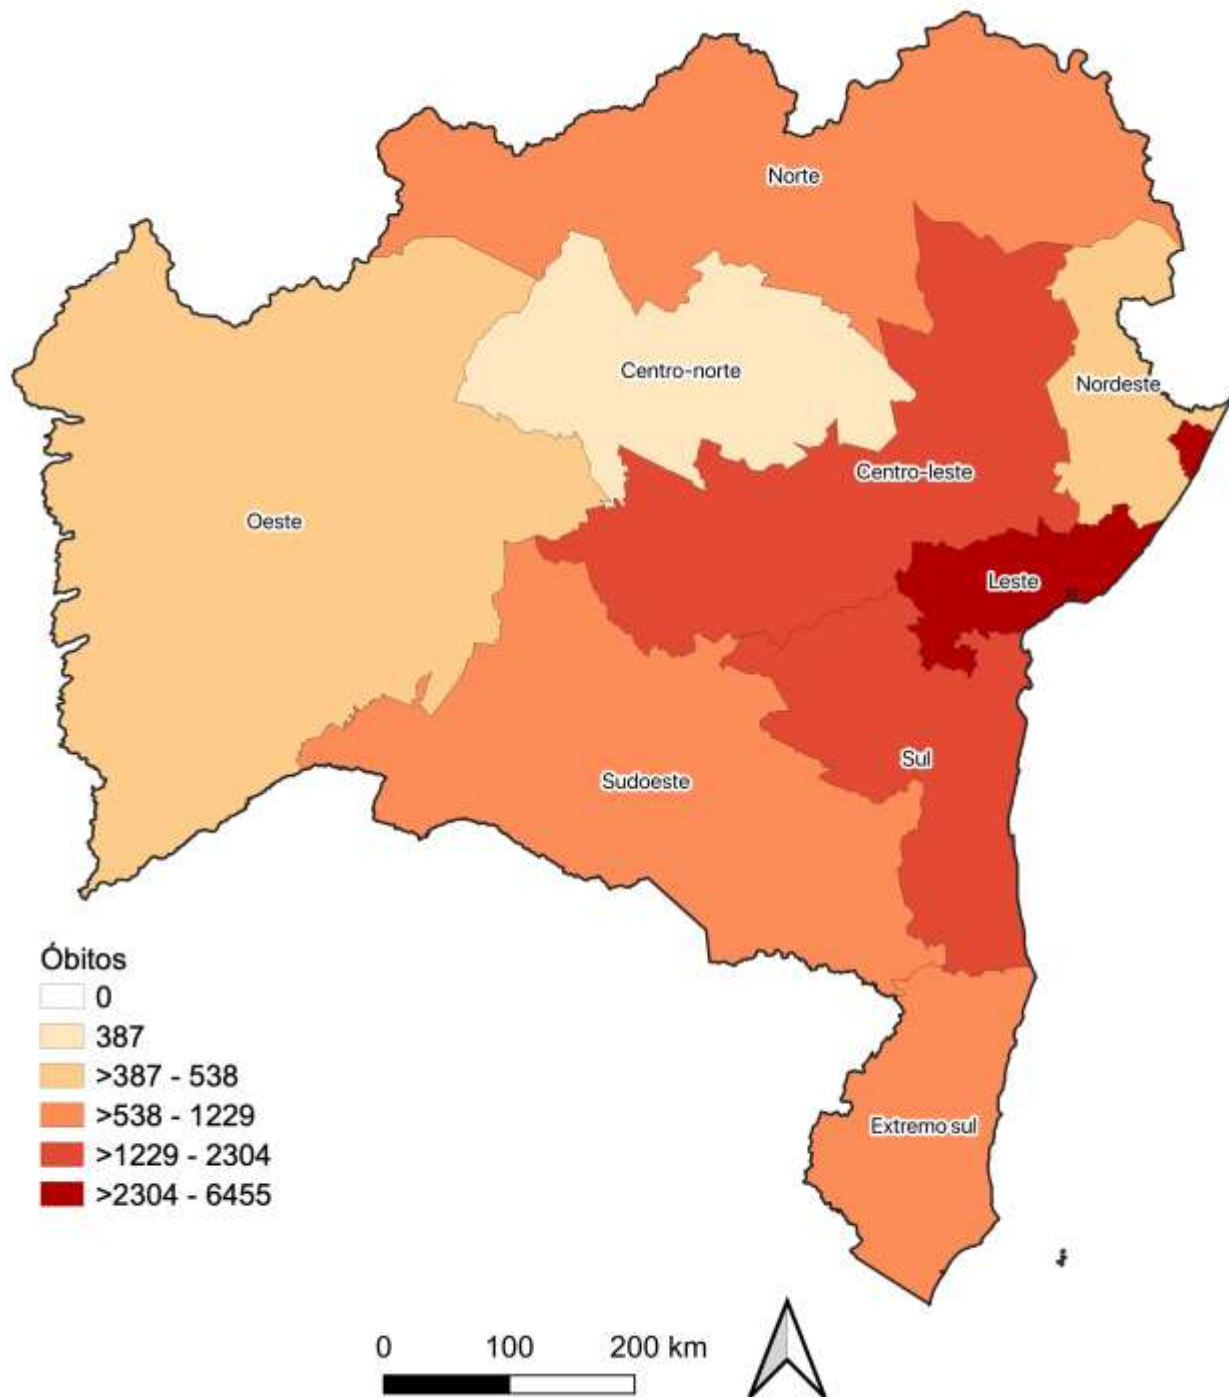 Norte
Centro-norte
Nordeste
Centro-leste
Oeste
Leste
Sul
Sudoeste
Óbitos
0
387
>387 - 538
>538 - 1229
Extremo sul
>1229 - 2304
>2304 - 6455
0 100 200 km